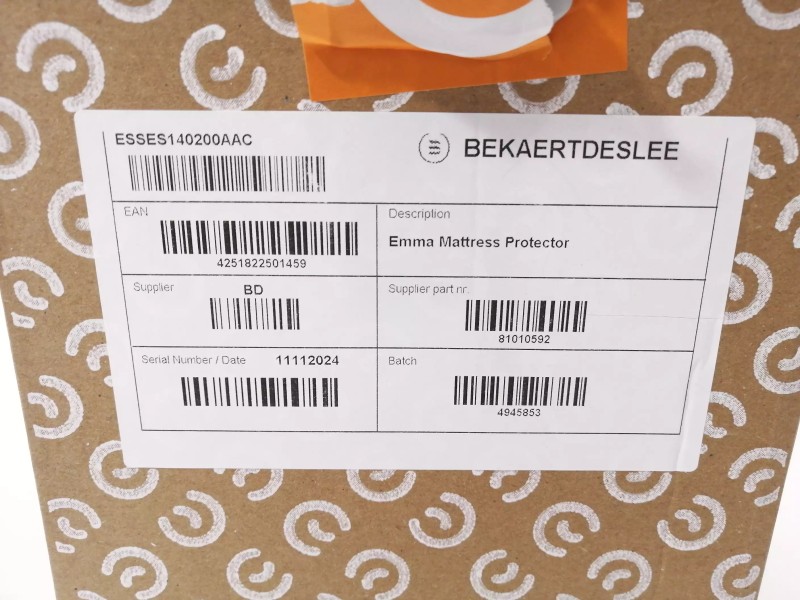 ESSES140200AAC
BEKAERTDESLEE
EAN
4251822501459
Description
Emma Mattress Protector
Supplier BD
Supplier part nr.
81010592
Serial Number / Date 11112024
Batch
4945853